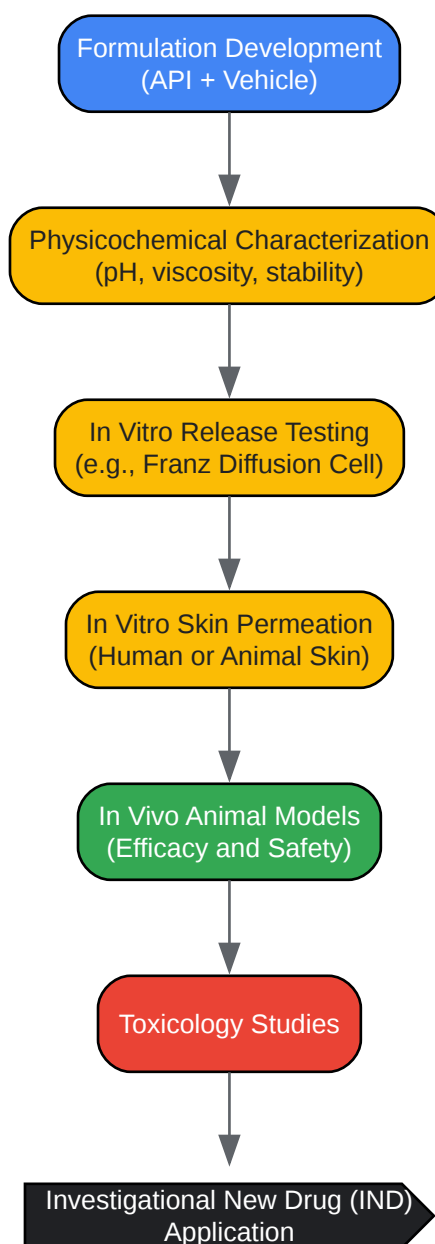 Formulation Development
(API + Vehicle)
Physicochemical Characterization
(pH, viscosity, stability)
In Vitro Release Testing
(e.g., Franz Diffusion Cell)
In Vitro Skin Permeation
(Human or Animal Skin)
In Vivo Animal Models
(Efficacy and Safety)
Toxicology Studies
Investigational New Drug (IND)
Application